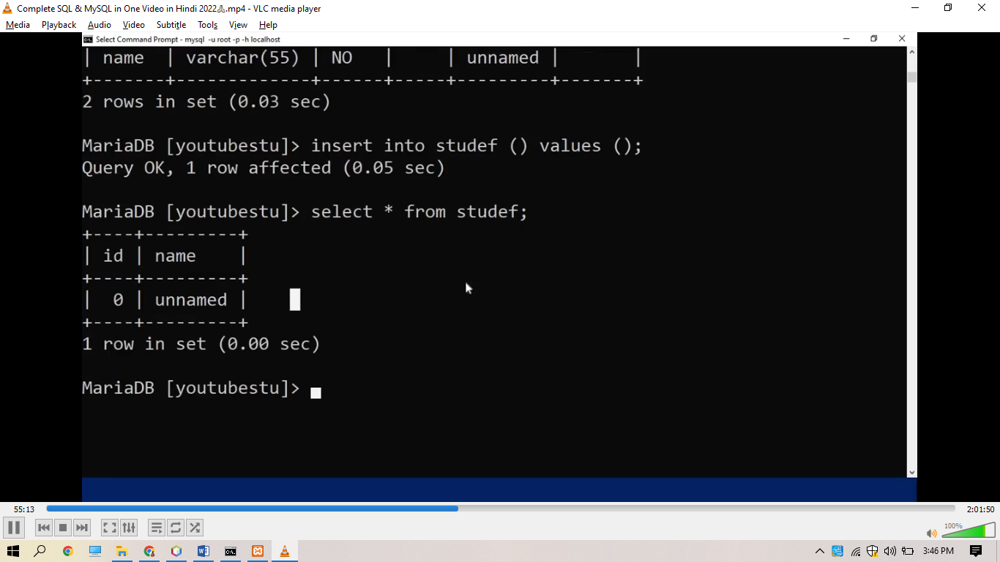 Complete SQL & MySQL in One Video in Hindi 2022🙏.mp4 - VLC media player
Media Playback Audio Video Subtitle Tools View Help
Select Command Prompt - mysql -u root -p -h localhost
| name | varchar(55) | NO | | unnamed | |
+-------+-------------+------+-----+---------+-------+
2 rows in set (0.03 sec)
MariaDB [youtubestu]> insert into studef () values ();
Query OK, 1 row affected (0.05 sec)
MariaDB [youtubestu]> select * from studef;
+----+---------+
| id | name |
+----+---------+
| 0 | unnamed |
+----+---------+
1 row in set (0.00 sec)
MariaDB [youtubestu]>
55:13
2:01:50
100%
3:46 PM